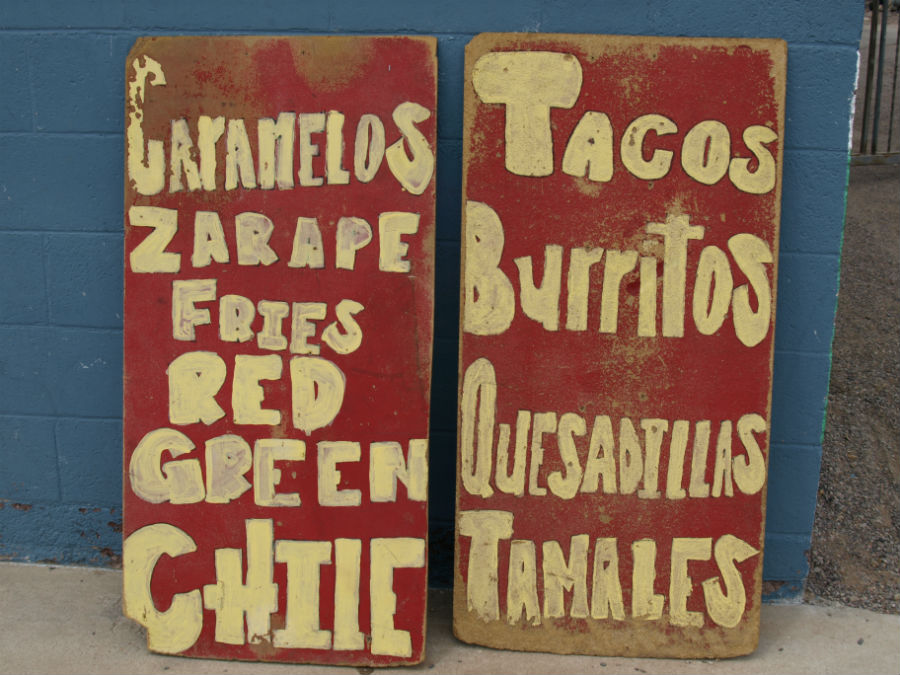 Caramelos
ZARAPE
FRIES
RED
GREEN
CHILE
Tacos
Burritos
QUESADILLAS
TAMALES